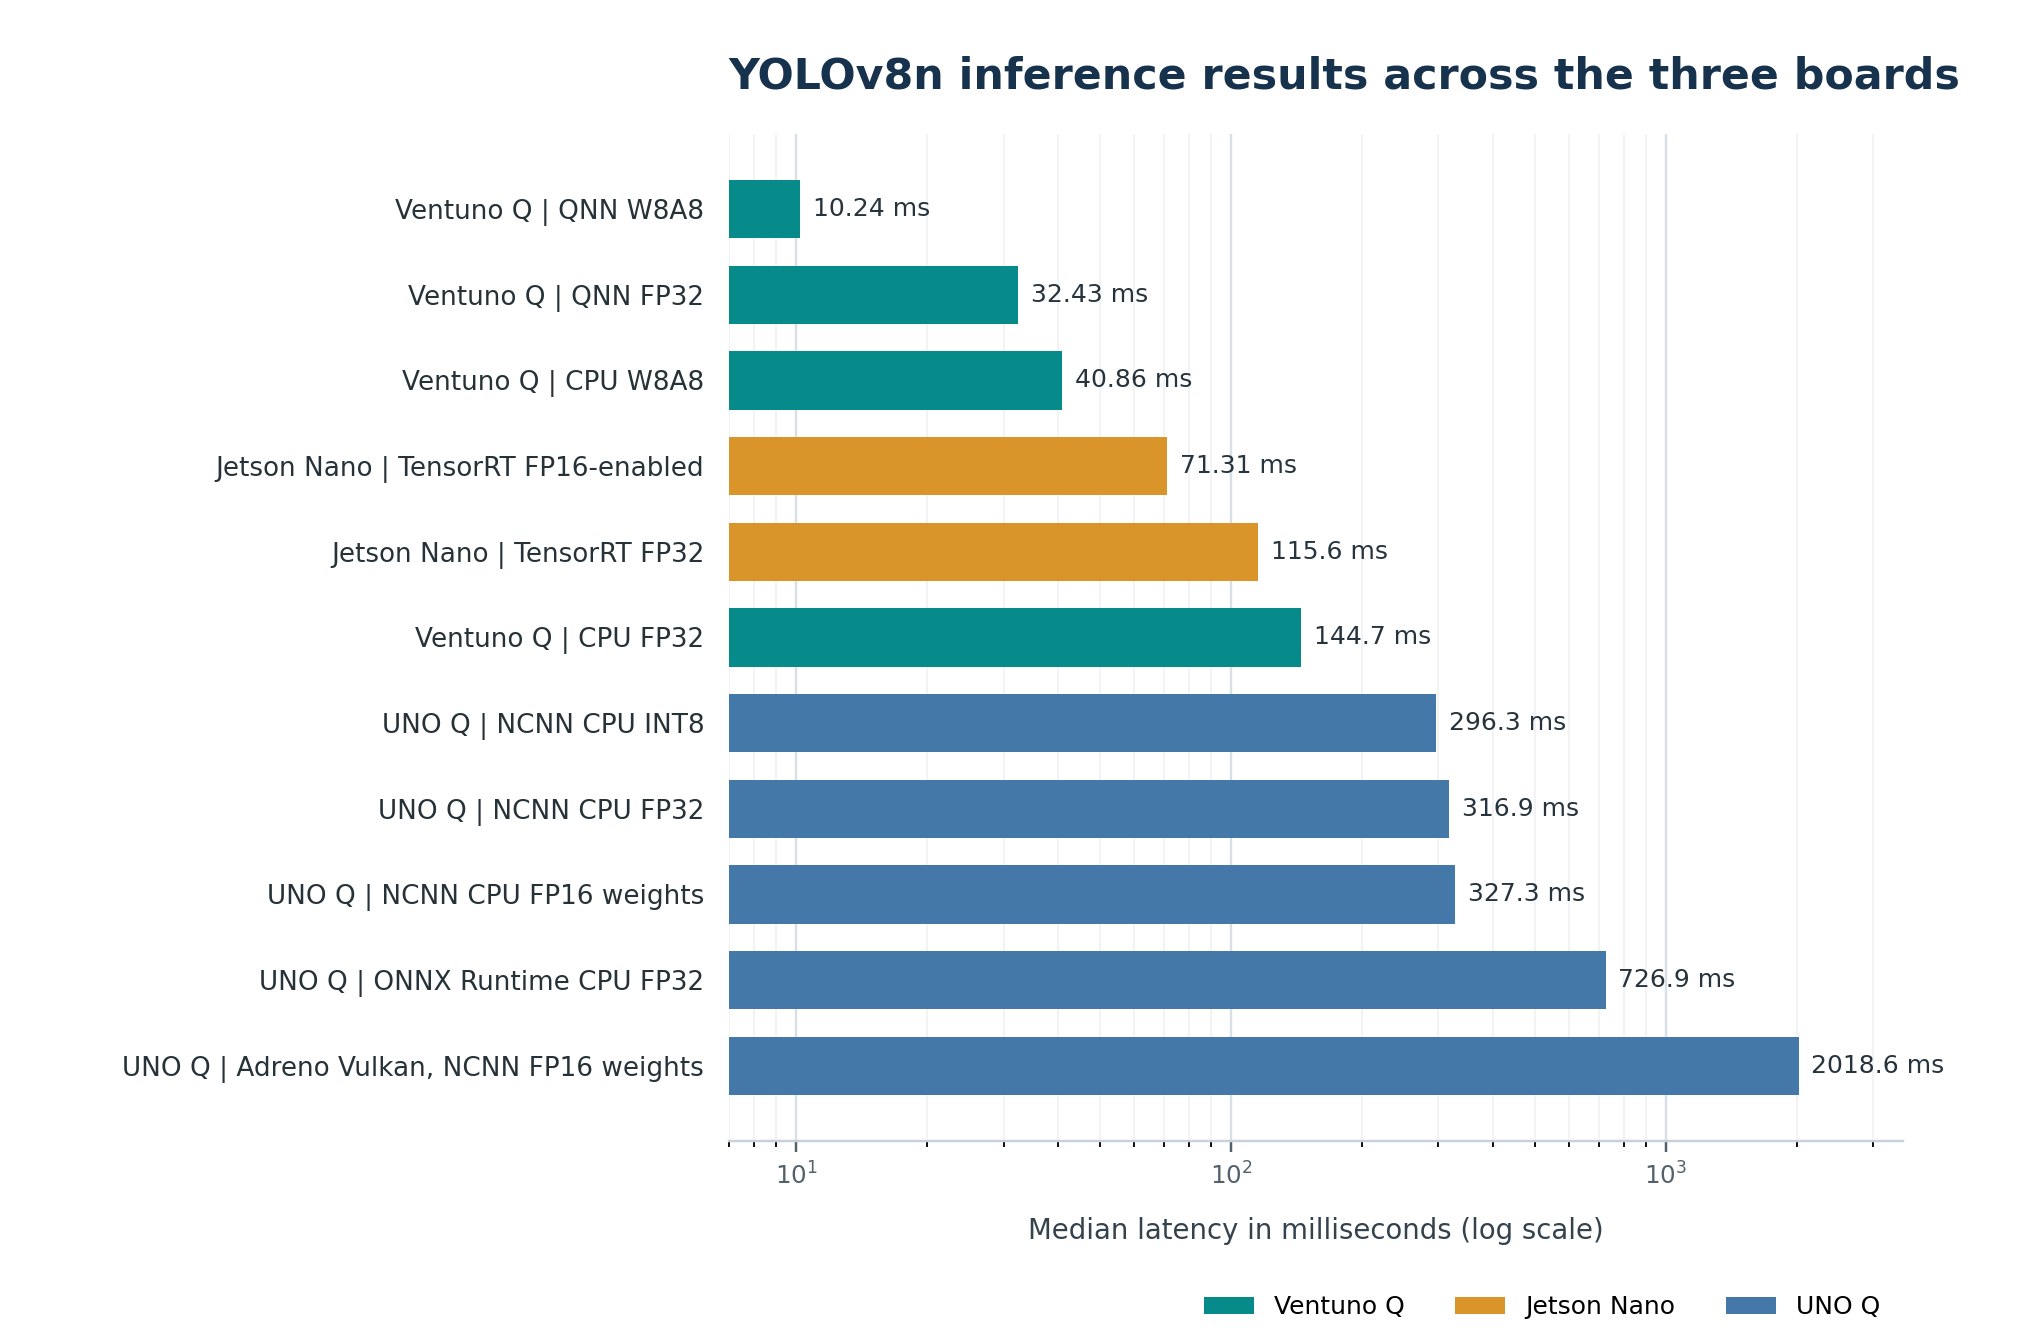 YOLOv8n inference results across the three boards
Ventuno Q | QNN W8A8
10.24 ms
Ventuno Q | QNN FP32
32.43 ms
Ventuno Q | CPU W8A8
40.86 ms
Jetson Nano | TensorRT FP16-enabled
71.31 ms
Jetson Nano | TensorRT FP32
115.6 ms
Ventuno Q | CPU FP32
144.7 ms
UNO Q | NCNN CPU INT8
296.3 ms
UNO Q | NCNN CPU FP32
316.9 ms
UNO Q | NCNN CPU FP16 weights
327.3 ms
UNO Q | ONNX Runtime CPU FP32
726.9 ms
UNO Q | Adreno Vulkan, NCNN FP16 weights
2018.6 ms
10¹ 10² 10³
Median latency in milliseconds (log scale)
Ventuno Q Jetson Nano UNO Q